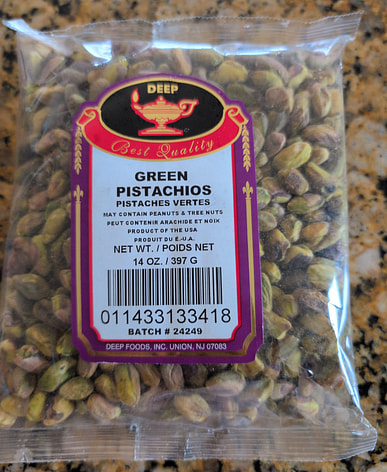 DEEP
Best Quality
GREEN
PISTACHIOS
PISTACHES VERTES
MAY CONTAIN PEANUTS & TREE NUTS
PEUT CONTENIR ARACHIDE ET NOIX
PRODUCT OF THE USA
PRODUIT DU É.-U.A.
NET WT. / POIDS NET
14 OZ. / 397 G
011433133418
BATCH # 24249
DEEP FOODS, INC. UNION, NJ 07083